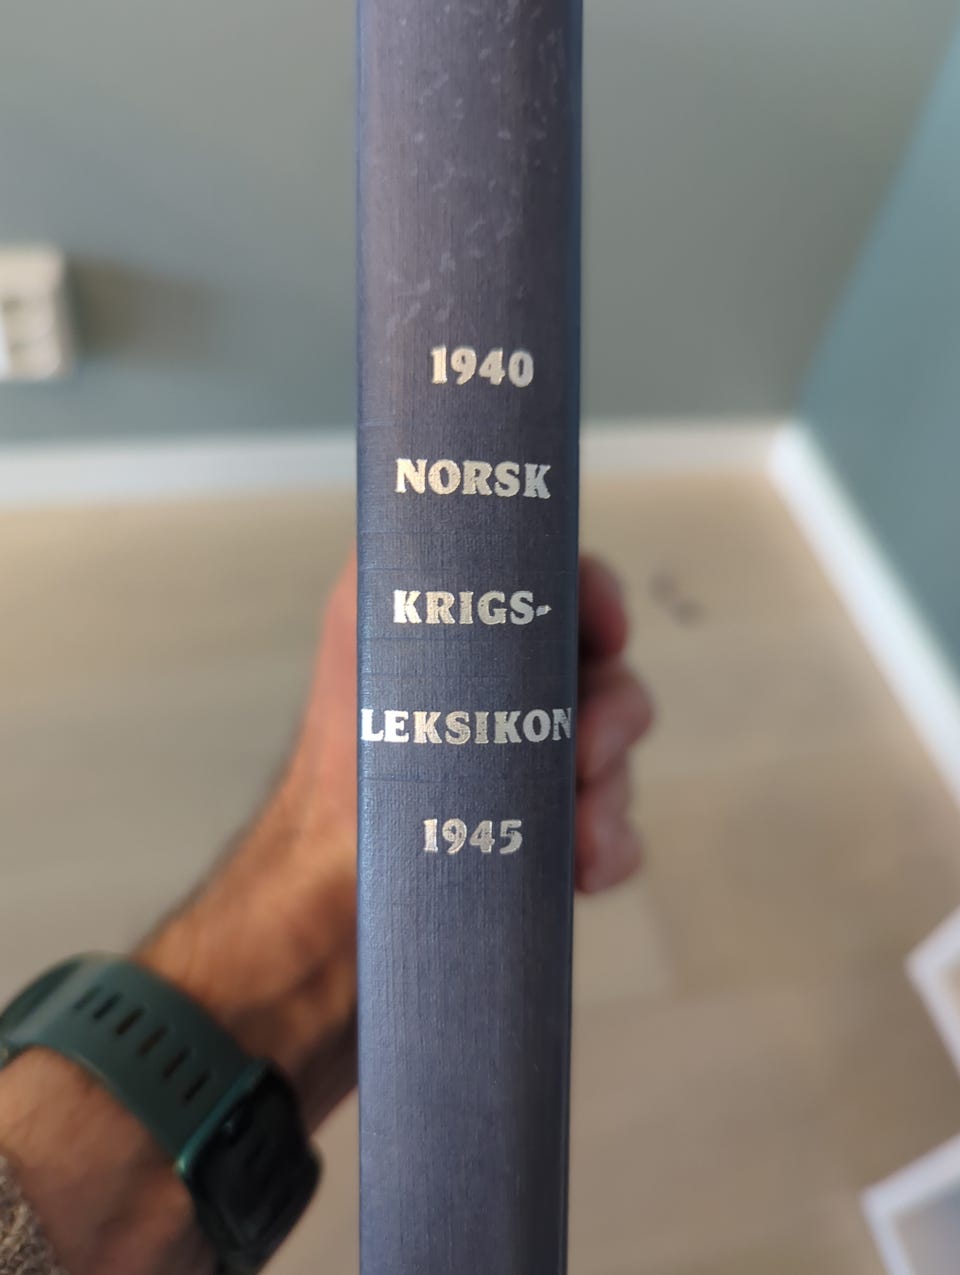 1940
NORSK
KRIGS-
LEKSIKON
1945